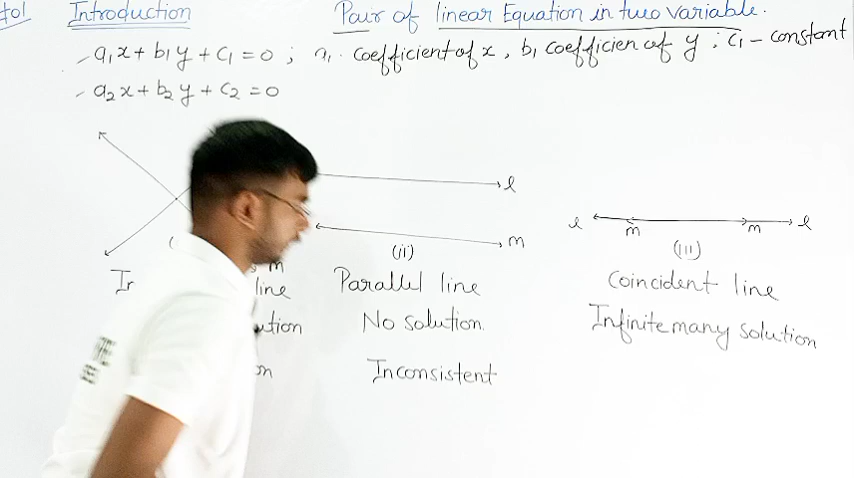 Introduction Pair of linear Equation in two Variable.
a₁x + b₁y + c₁ = 0 ; a₁. coefficient of x , b₁ coefficien of y ; c₁ - constant
a₂x + b₂y + c₂ = 0
l
m
l m m l
(ii)
(iii)
m
line
Parallel line
Coincident line
No solution.
Infinite many solution
Inconsistent